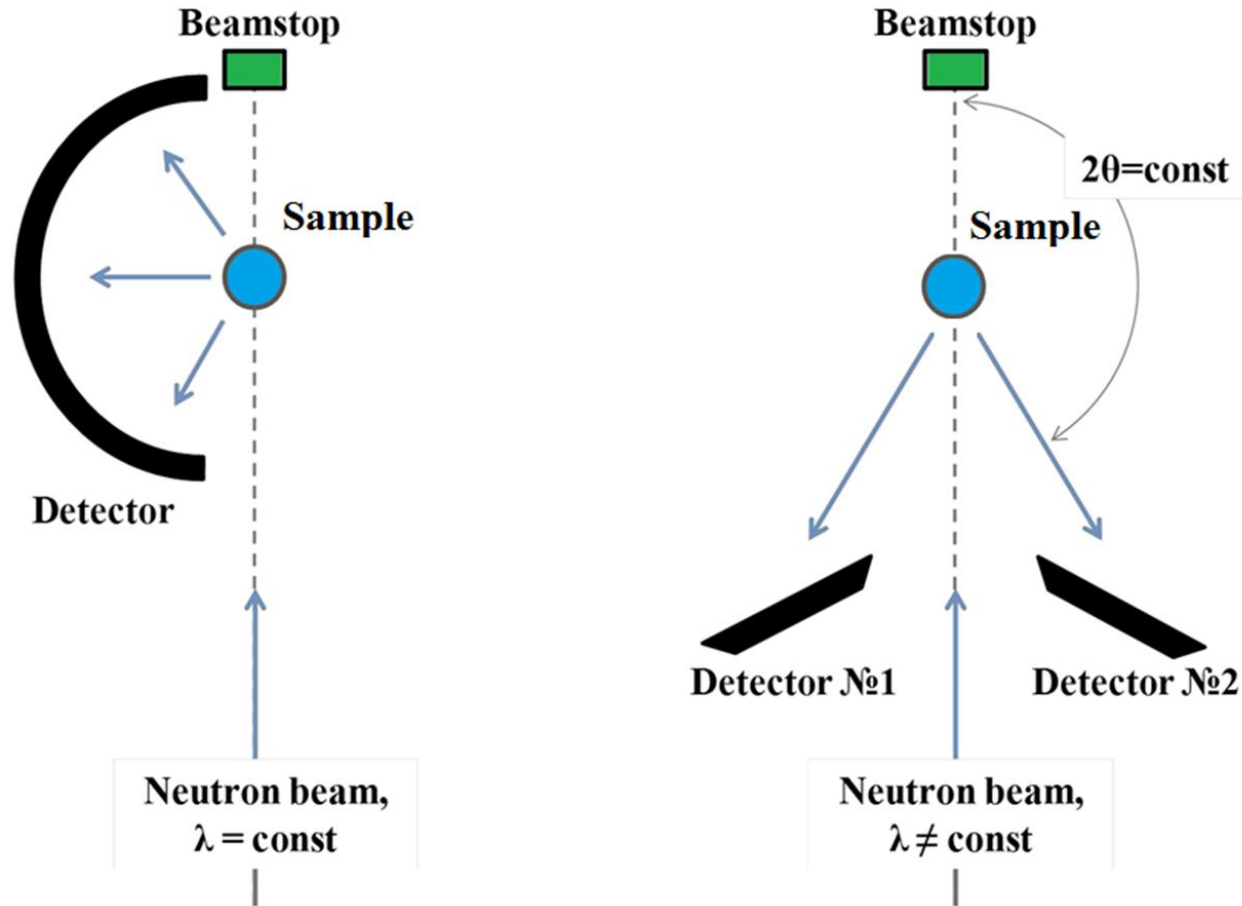 Beamstop
Sample
Detector
Neutron beam,
λ = const
Beamstop
2θ=const
Sample
Detector №1
Detector №2
Neutron beam,
λ ≠ const